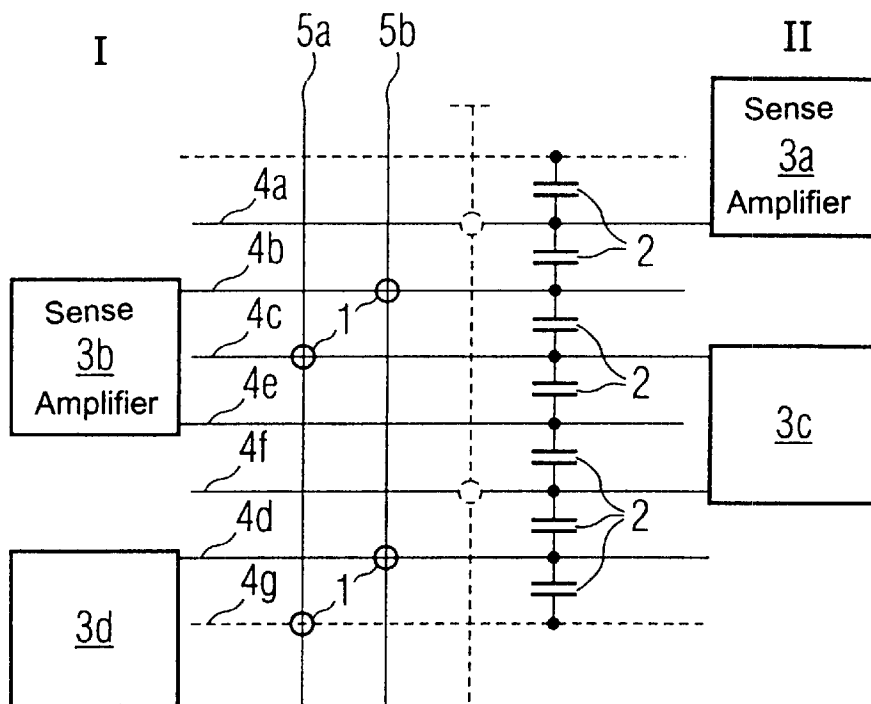 5a 5b
I II
Sense
3a
Amplifier
4a
2
4b
Sense
3b
Amplifier
4c
1
2
4e
3c
4f
2
4d
3d
4g
1